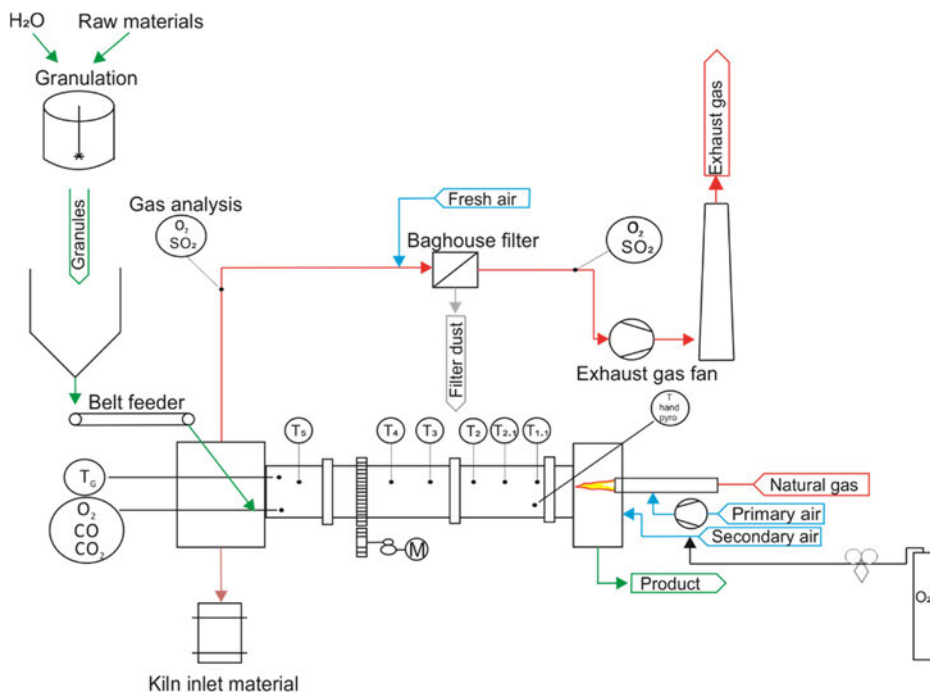 H₂O
Raw materials
Granulation
Granules
Gas analysis
O₂
SO₂
Fresh air
Baghouse filter
O₂
SO₂
Exhaust gas
Filter dust
Exhaust gas fan
Belt feeder
T₅
T₄
T₃
T₂
T₂.₁
T₁.₁
T
hand
pyro
T_G
O₂
CO
CO₂
M
Natural gas
Primary air
Secondary air
Product
O₂
Kiln inlet material